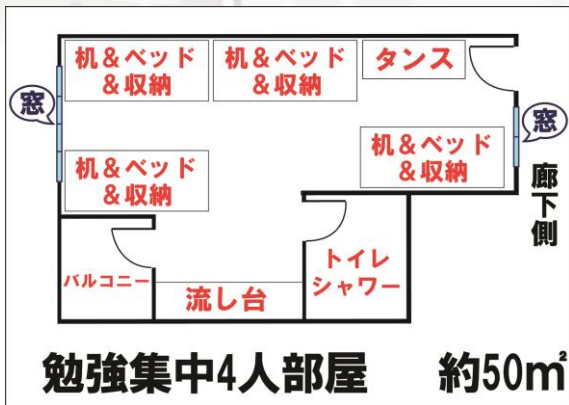 机&ベッド
&収納
机&ベッド
&収納
タンス
窓
窓
机&ベッド
&収納
机&ベッド
&収納
廊下側
バルコニー
流し台
トイレ
シャワー
勉強集中4人部屋 約50㎡